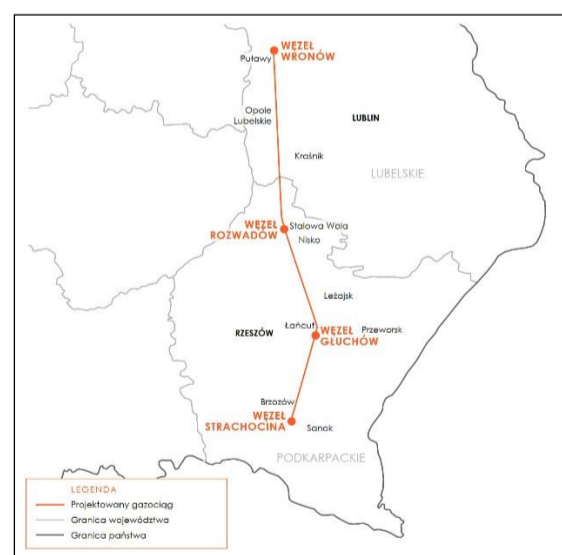 WĘZEŁ
WRONÓW
Puławy
Opole
Lubelskie
LUBLIN
Kraśnik
LUBELSKIE
WĘZEŁ
ROZWADÓW
Stalowa Wola
Nisko
Leżajsk
Łańcut
Przeworsk
RZESZÓW
WĘZEŁ
GŁUCHÓW
Brzozów
WĘZEŁ
STRACHOCINA
Sanok
PODKARPACKIE
LEGENDA
Projektowany gazociąg
Granica województwa
Granica państwa